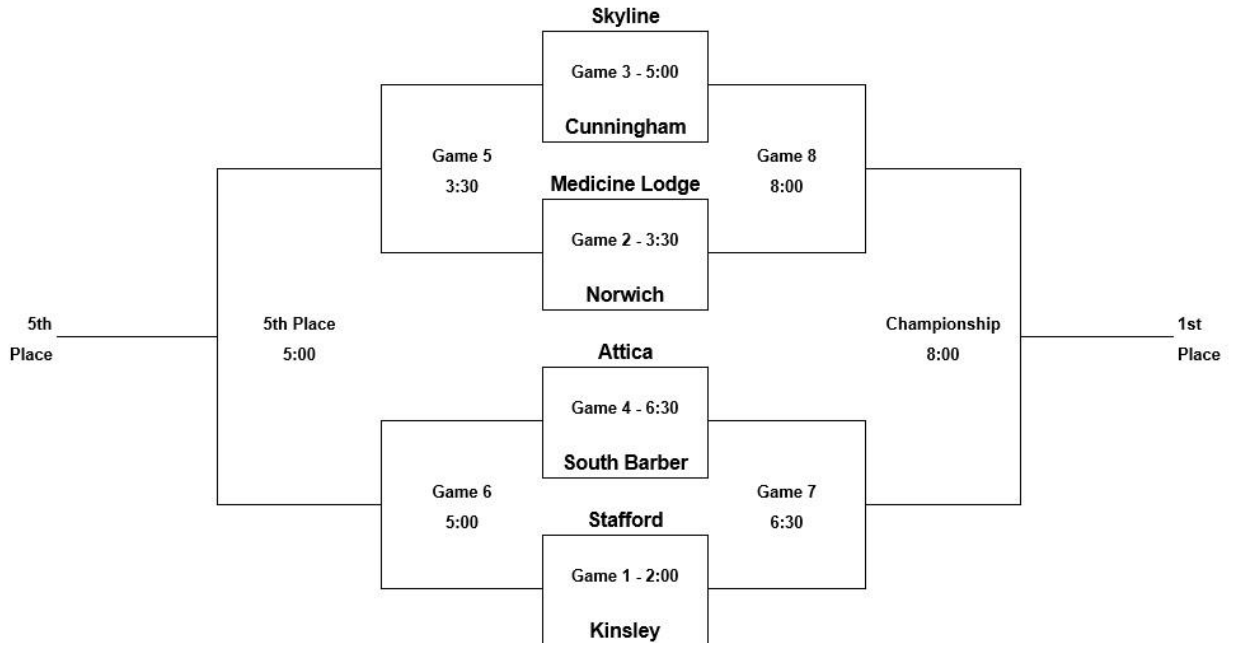 Skyline
Game 3 - 5:00
Cunningham
Game 5
3:30
Game 8
8:00
Medicine Lodge
Game 2 - 3:30
Norwich
5th
Place
5th Place
5:00
Championship
8:00
1st
Place
Attica
Game 4 - 6:30
South Barber
Game 6
5:00
Game 7
6:30
Stafford
Game 1 - 2:00
Kinsley